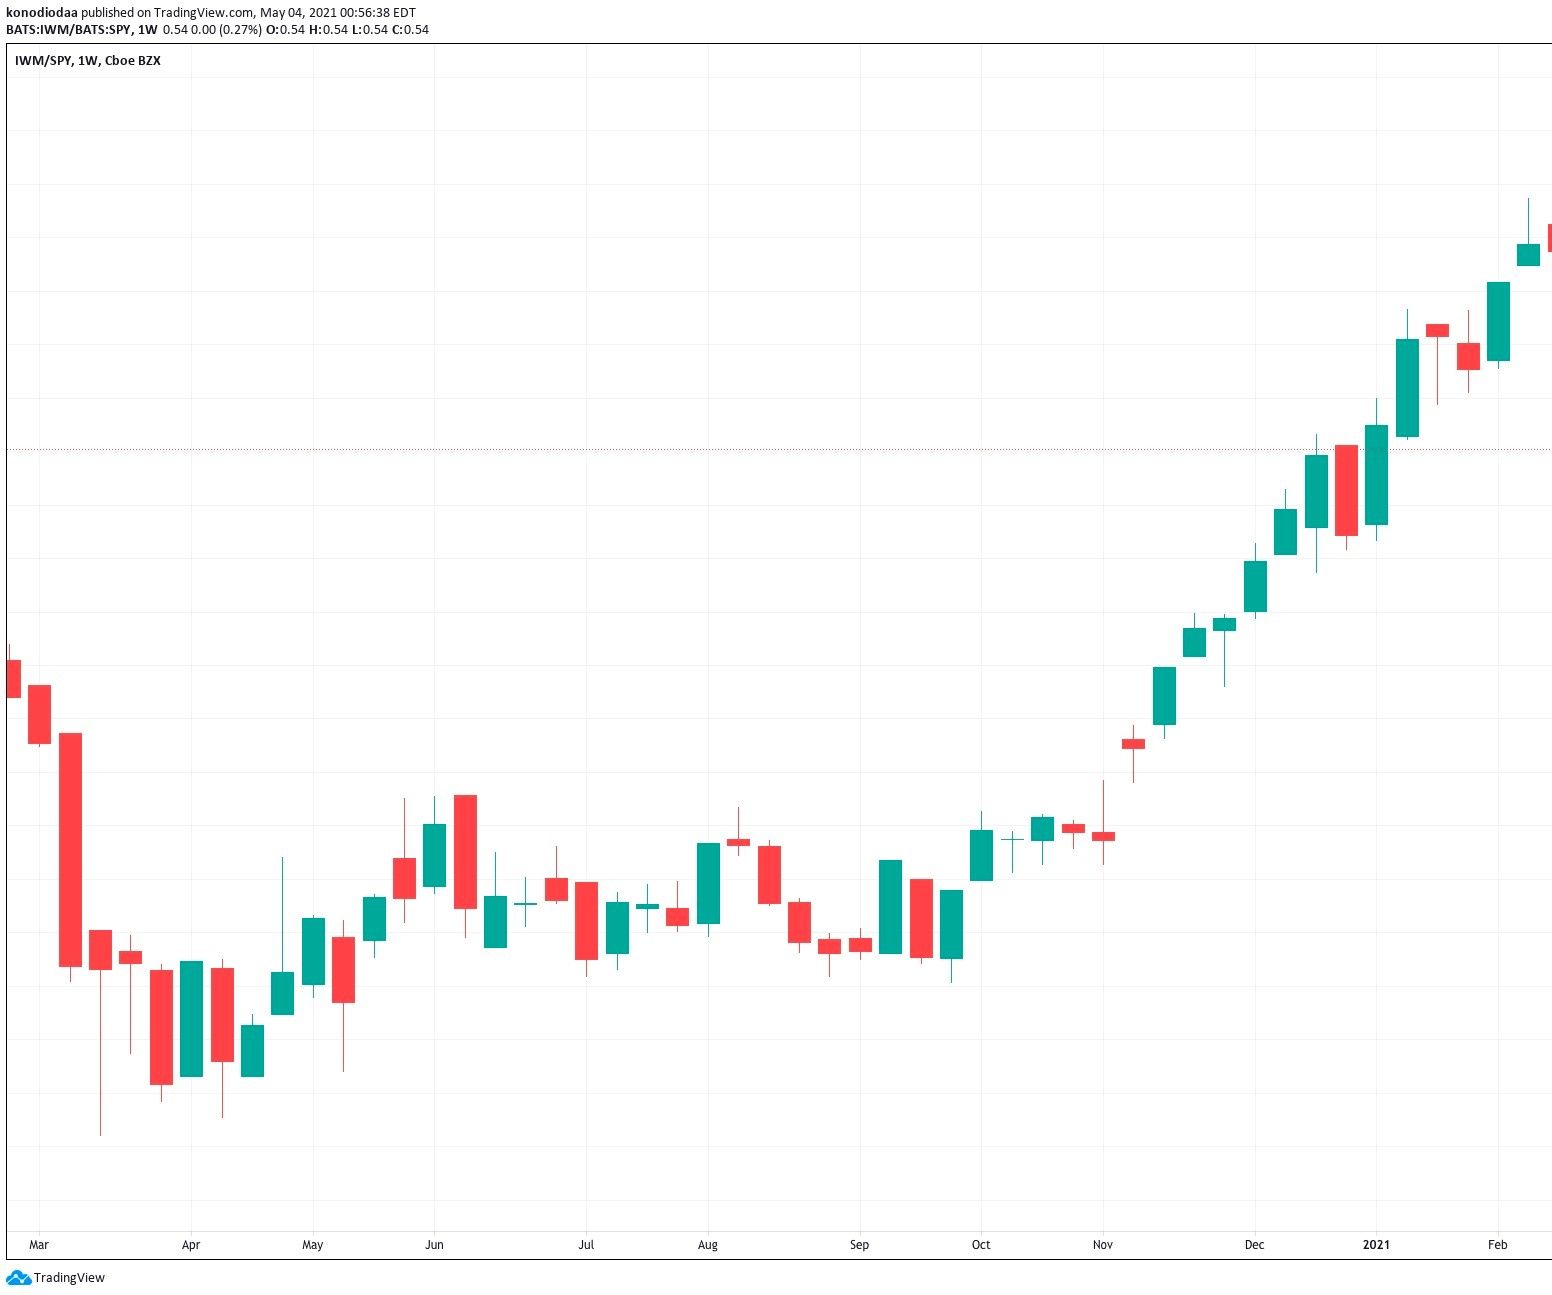 konodiodaa published on TradingView.com, May 04, 2021 00:56:38 EDT
BATS:IWM/BATS:SPY, 1W 0.54 0.00 (0.27%) O:0.54 H:0.54 L:0.54 C:0.54
IWM/SPY, 1W, Cboe BZX
Mar Apr May Jun Jul Aug Sep Oct Nov Dec 2021 Feb
TradingView